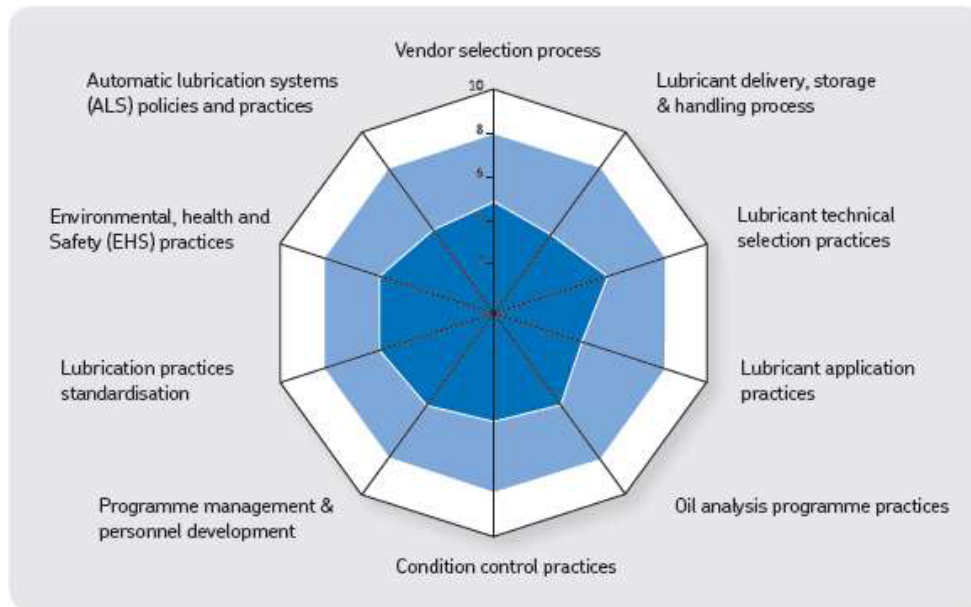 Vendor selection process
Automatic lubrication systems
(ALS) policies and practices
Lubricant delivery, storage
& handling process
10
8
6
Environmental, health and
Safety (EHS) practices
Lubricant technical
selection practices
Lubrication practices
standardisation
Lubricant application
practices
Programme management &
personnel development
Oil analysis programme practices
Condition control practices